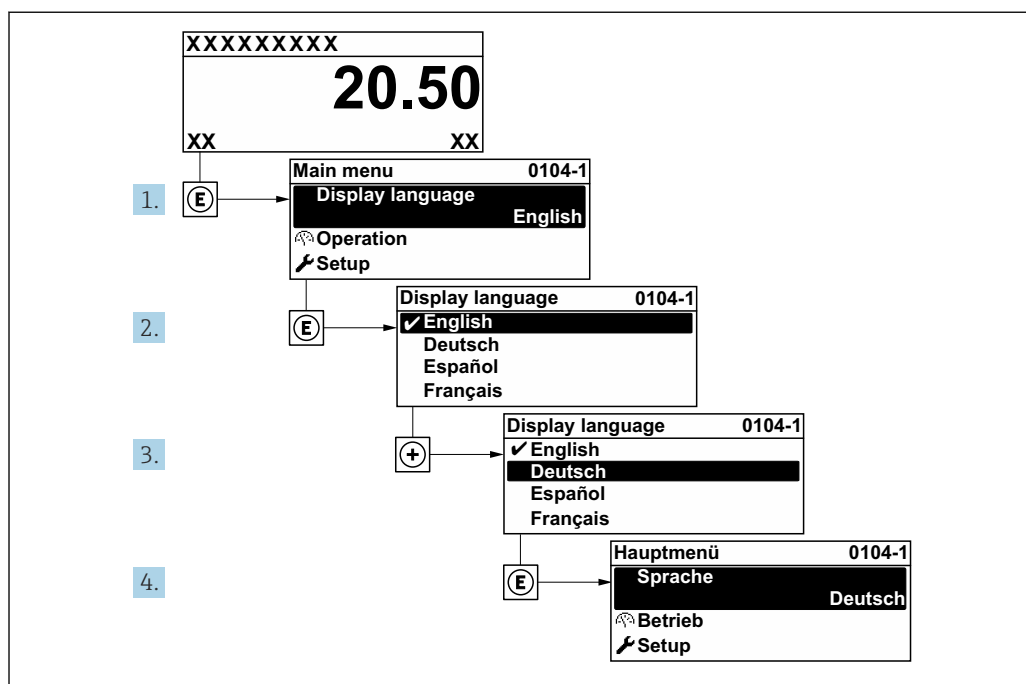 XXXXXXXXX
20.50
XX XX
1. E
Main menu 0104-1
Display language
English
Operation
Setup
2. E
Display language 0104-1
✔ English
Deutsch
Español
Français
3. +
Display language 0104-1
✔ English
Deutsch
Español
Français
4. E
Hauptmenü 0104-1
Sprache
Deutsch
Betrieb
Setup